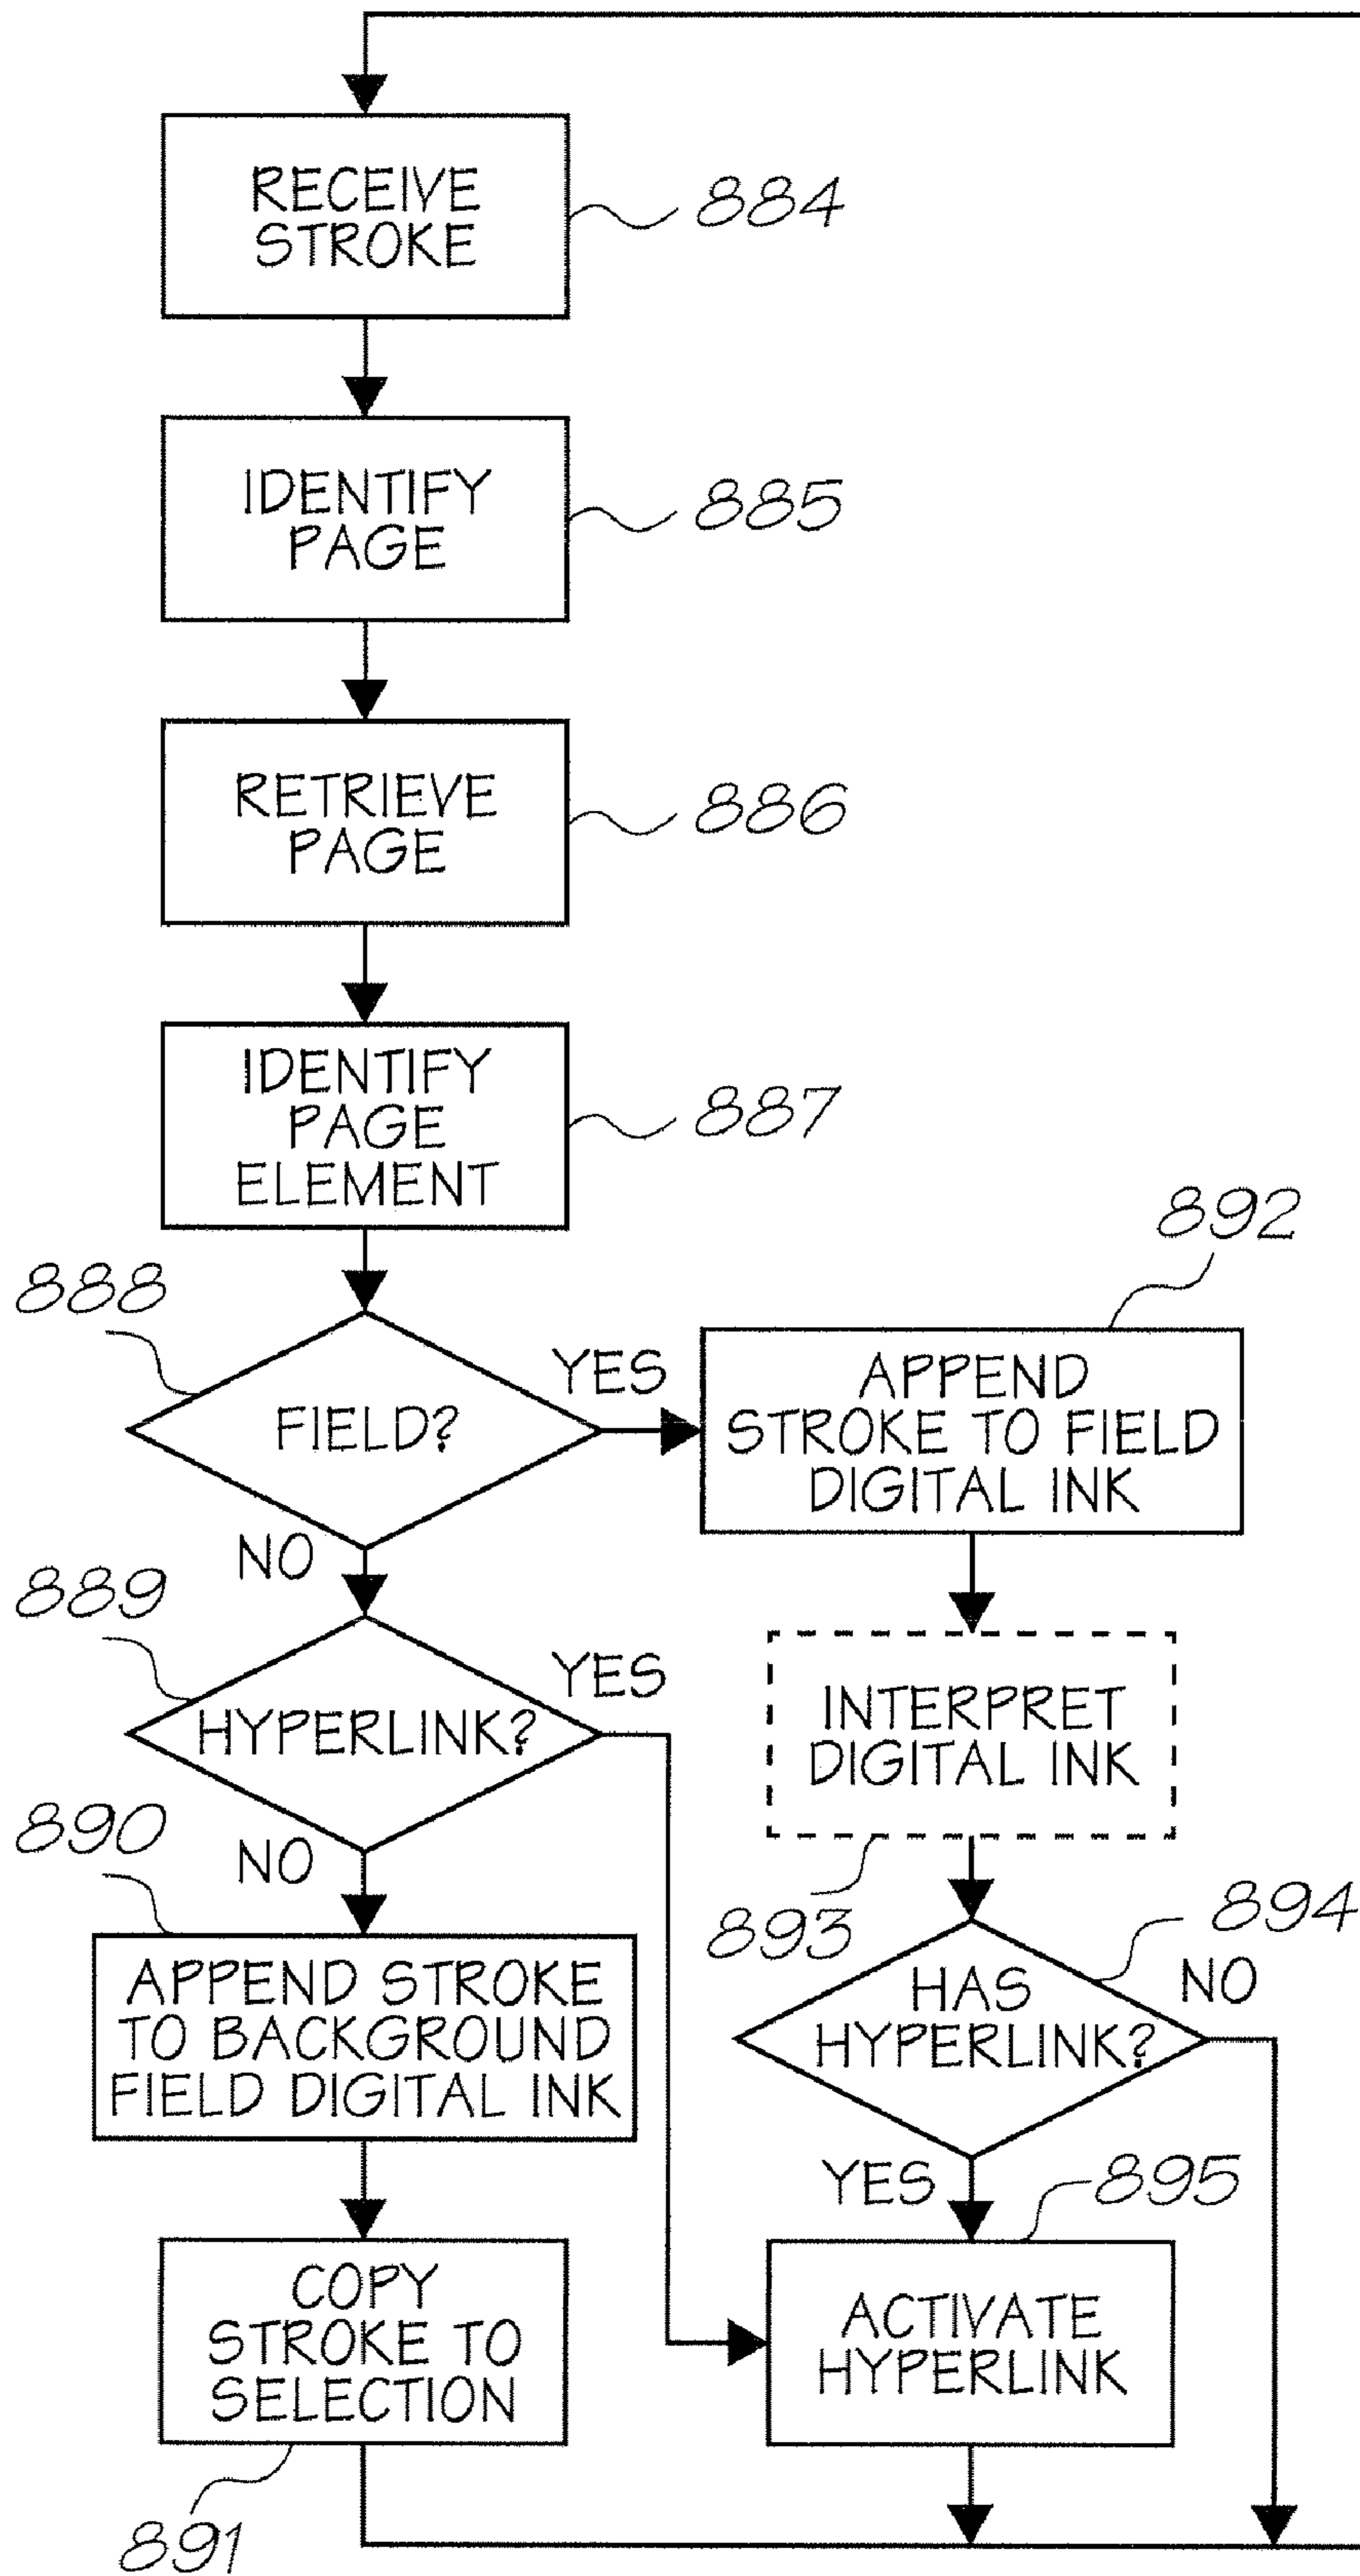 RECEIVE
STROKE
884
IDENTIFY
PAGE
885
RETRIEVE
PAGE
886
IDENTIFY
PAGE
ELEMENT
887
888
FIELD?
YES
NO
892
APPEND
STROKE TO FIELD
DIGITAL INK
889
HYPERLINK?
YES
NO
INTERPRET
DIGITAL INK
893
890
APPEND STROKE
TO BACKGROUND
FIELD DIGITAL INK
894
HAS
HYPERLINK?
NO
YES
895
COPY
STROKE TO
SELECTION
891
ACTIVATE
HYPERLINK